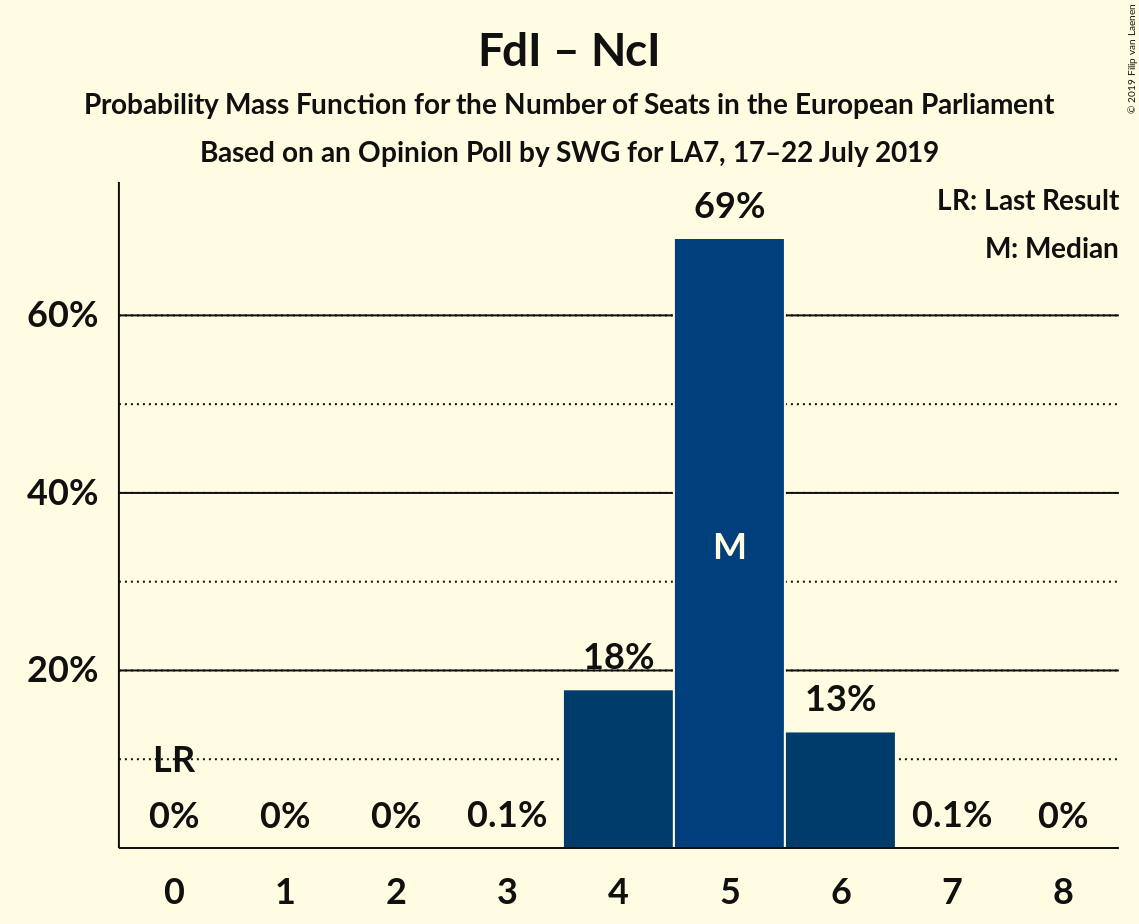 FdI – NcI
Probability Mass Function for the Number of Seats in the European Parliament
Based on an Opinion Poll by SWG for LA7, 17–22 July 2019
© 2019 Filip van Laenen
LR: Last Result
M: Median
69%
60%
40%
M
20%
18%
13%
LR
0%
0%
0%
0.1%
0.1%
0%
0 1 2 3 4 5 6 7 8